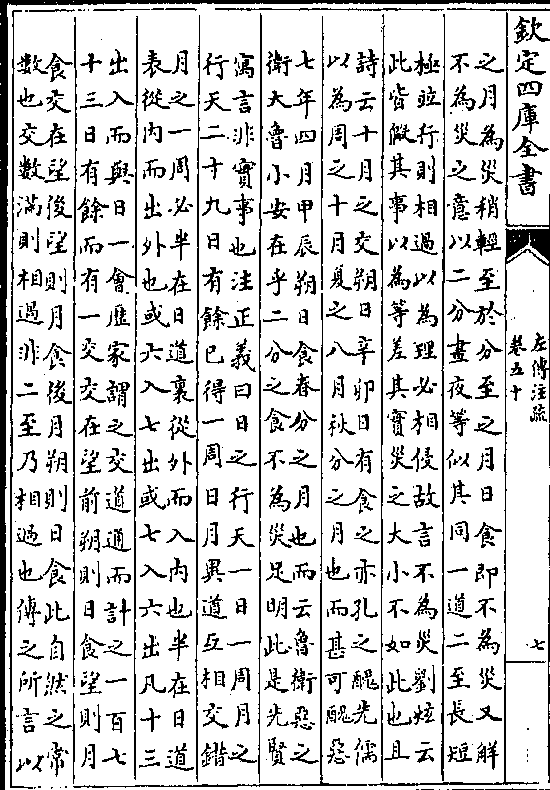 欽定四庫全書
左傳注疏
卷五十
七
之月為災稍輕至於分至之月日食即不為災又解
不為災之意以二分晝夜等似其同一道二至長短
極竝行則相過以為理必相侵故言不為災劉炫云
此皆假其事以為等差其實災之大小不如此也且
詩云十月之交朔日辛卯日有食之亦孔之醜先儒
以為周之十月夏之八月秋分之月也而甚可醜惡
七年四月甲辰朔日食春分之月也而云魯衛惡之
衛大魯小安在乎二分之食不為災足明此是先賢
寓言非實事也注正義曰日之行天一日一周月之
行天二十九日有餘已得一周日月異道互相交錯
月之一周必半在日道裏從外而入內也半在日道
表從內而出外也或六入七出或七入六出凡十三
出入而與日一會厯家謂之交道通而計之一百七
十三日有餘而有一交交在望前朔則日食望則月
食交在望後望則月食後月朔則日食此自然之常
數也交數滿則相過非二至乃相過也傳之所言以